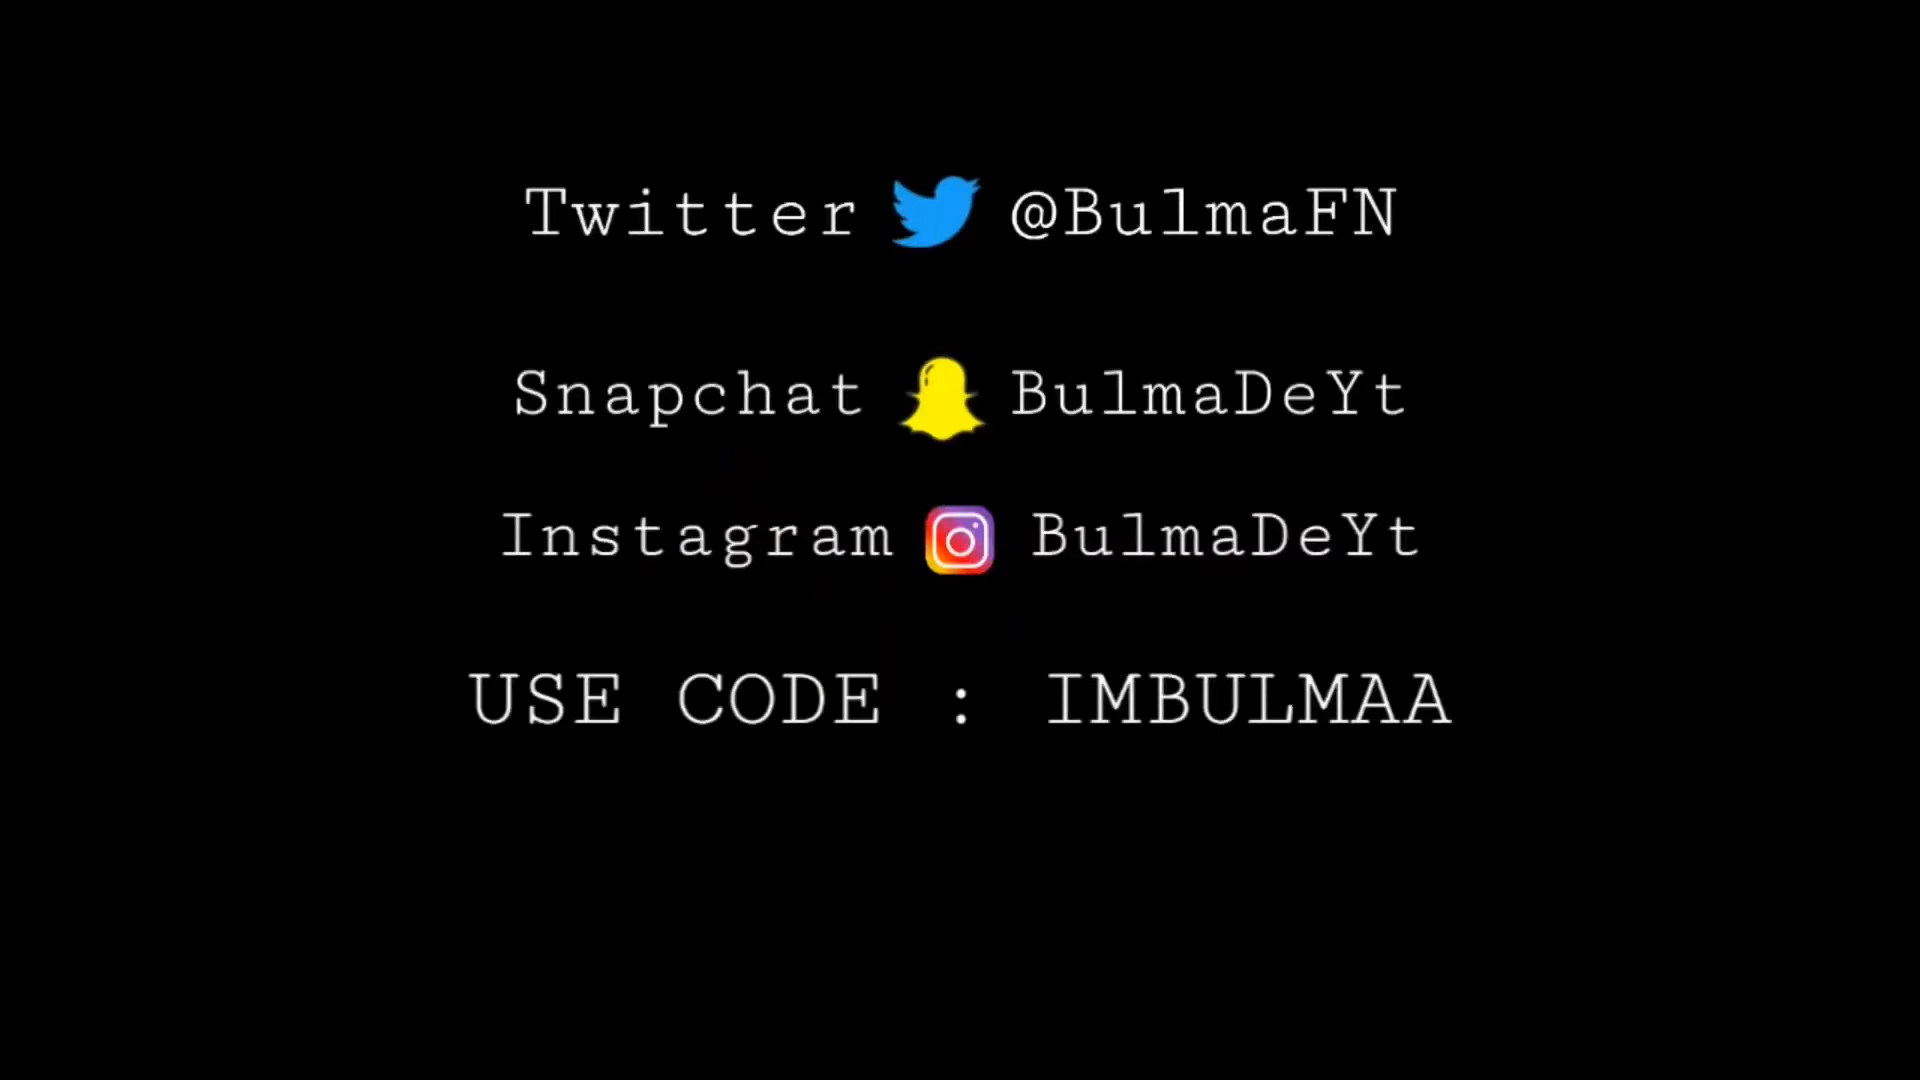 Twitter @BulmaFN
Snapchat BulmaDeYt
Instagram BulmaDeYt
USE CODE : IMBULMAA